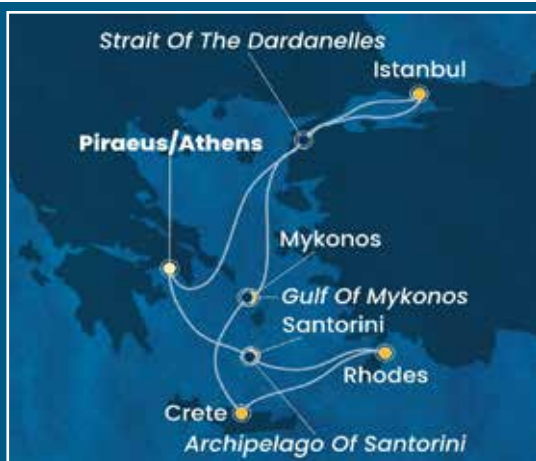 Strait Of The Dardanelles
Istanbul
Piraeus/Athens
Mykonos
Gulf Of Mykonos
Santorini
Rhodes
Crete
Archipelago Of Santorini